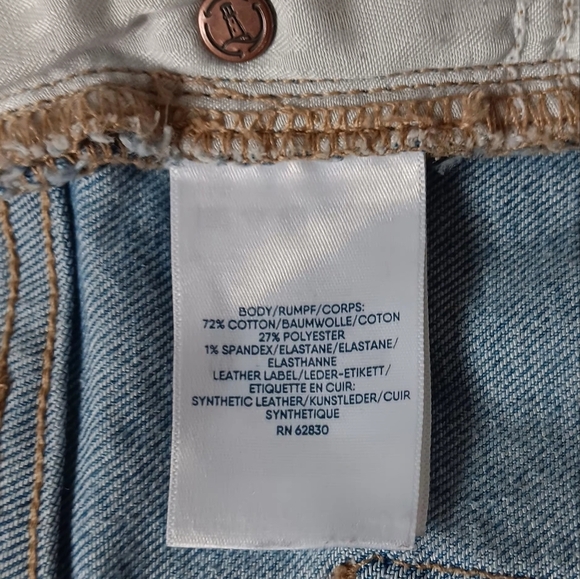 BODY/RUMPF/CORPS:
72% COTTON/BAUMWOLLE/COTON
27% POLYESTER
1% SPANDEX/ELASTANE/ELASTANE/
ELASTHANNE
LEATHER LABEL/LEDER-ETIKETT/
ETIQUETTE EN CUIR:
SYNTHETIC LEATHER/KUNSTLEDER/CUIR
SYNTHETIQUE
RN 62830